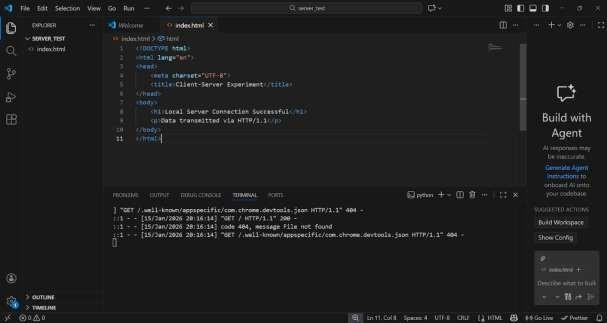 File Edit Selection View Go Run ···
server_test
EXPLORER ···
SERVER_TEST
index.html
Welcome
index.html
index.html > html
1 <!DOCTYPE html>
2 <html lang="en">
3 <head>
4 <meta charset="UTF-8">
5 <title>Client-Server Experiment</title>
6 </head>
7 <body>
8 <h1>Local Server Connection Successful</h1>
9 <p>Data transmitted via HTTP/1.1</p>
10 </body>
11 </html>
PROBLEMS OUTPUT DEBUG CONSOLE TERMINAL PORTS
python
] "GET /.well-known/appspecific/com.chrome.devtools.json HTTP/1.1" 404 -
::1 - - [15/Jan/2026 20:16:14] "GET / HTTP/1.1" 200 -
::1 - - [15/Jan/2026 20:16:14] code 404, message File not found
::1 - - [15/Jan/2026 20:16:14] "GET /.well-known/appspecific/com.chrome.devtools.json HTTP/1.1" 404 -
Build with
Agent
AI responses may
be inaccurate.
Generate Agent
Instructions to
onboard AI onto
your codebase.
SUGGESTED ACTIONS
Build Workspace
Show Config
index.html +
Describe what to buil
OUTLINE
TIMELINE
1
0 0
Ln 11, Col 8 Spaces: 4 UTF-8 CRLF HTML Go Live Prettier